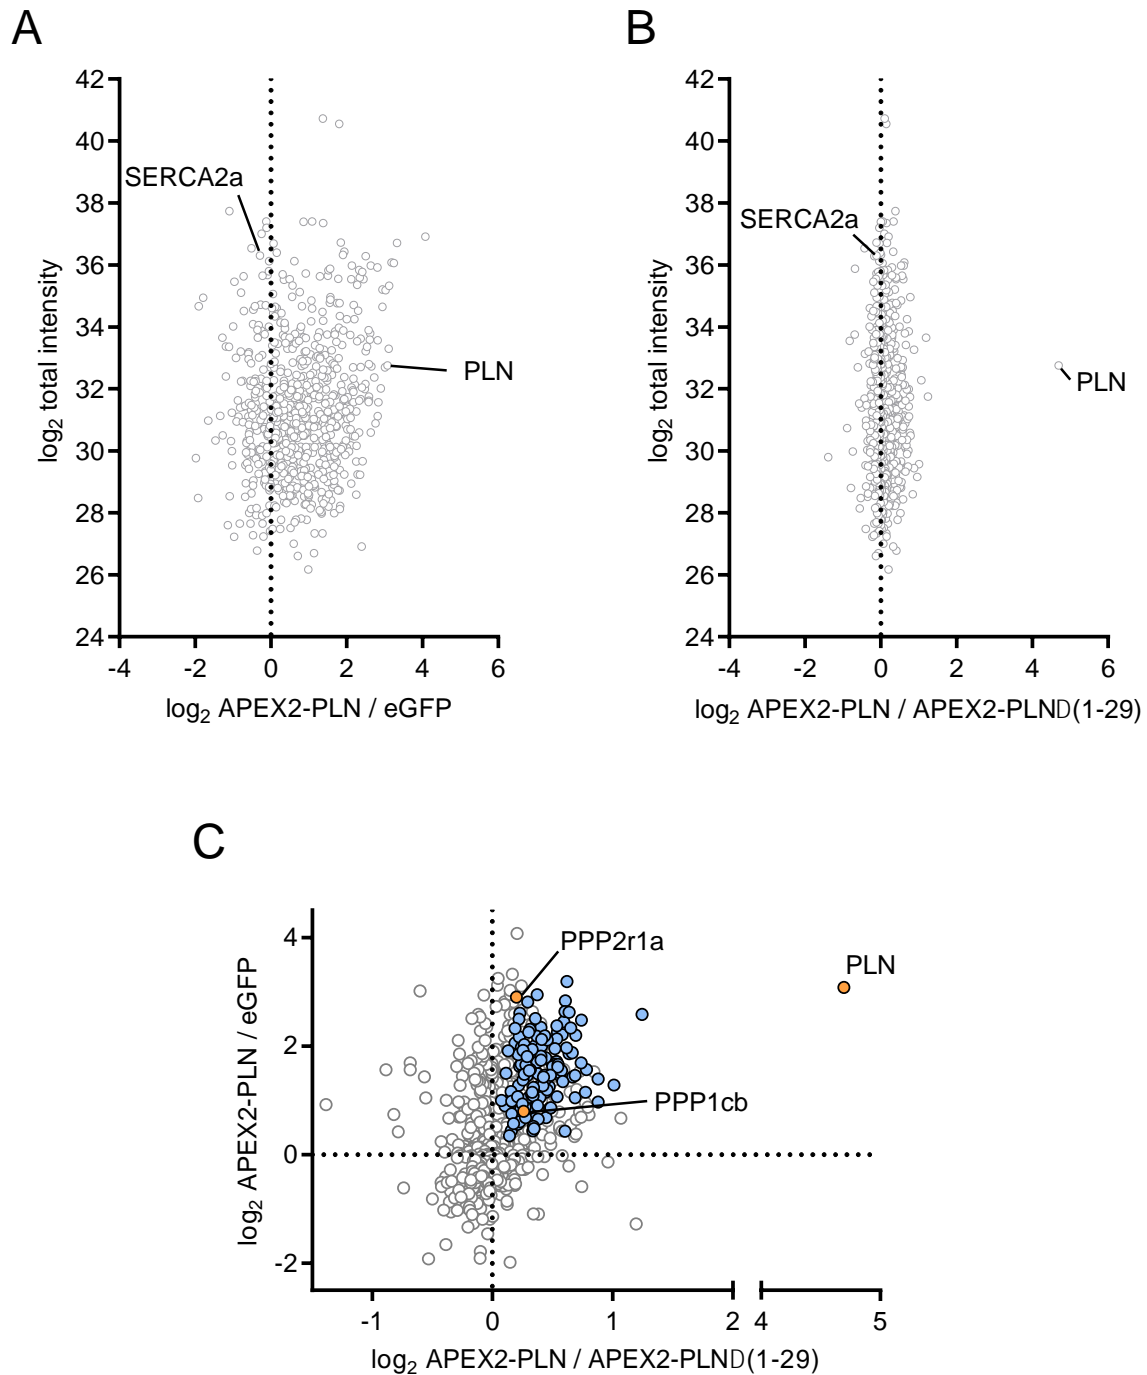 A
B
42
40
38
36
34
32
30
28
26
24
-4
-2
0
2
4
6
log2 total intensity
log2 APEX2-PLN / eGFP
SERCA2a
PLN
42
40
38
36
34
32
30
28
26
24
-4
-2
0
2
4
6
log2 total intensity
log2 APEX2-PLN / APEX2-PLND(1-29)
SERCA2a
PLN
C
4
2
0
-2
-1
0
1
2
4
5
log2 APEX2-PLN / eGFP
log2 APEX2-PLN / APEX2-PLND(1-29)
PPP2r1a
PLN
PPP1cb